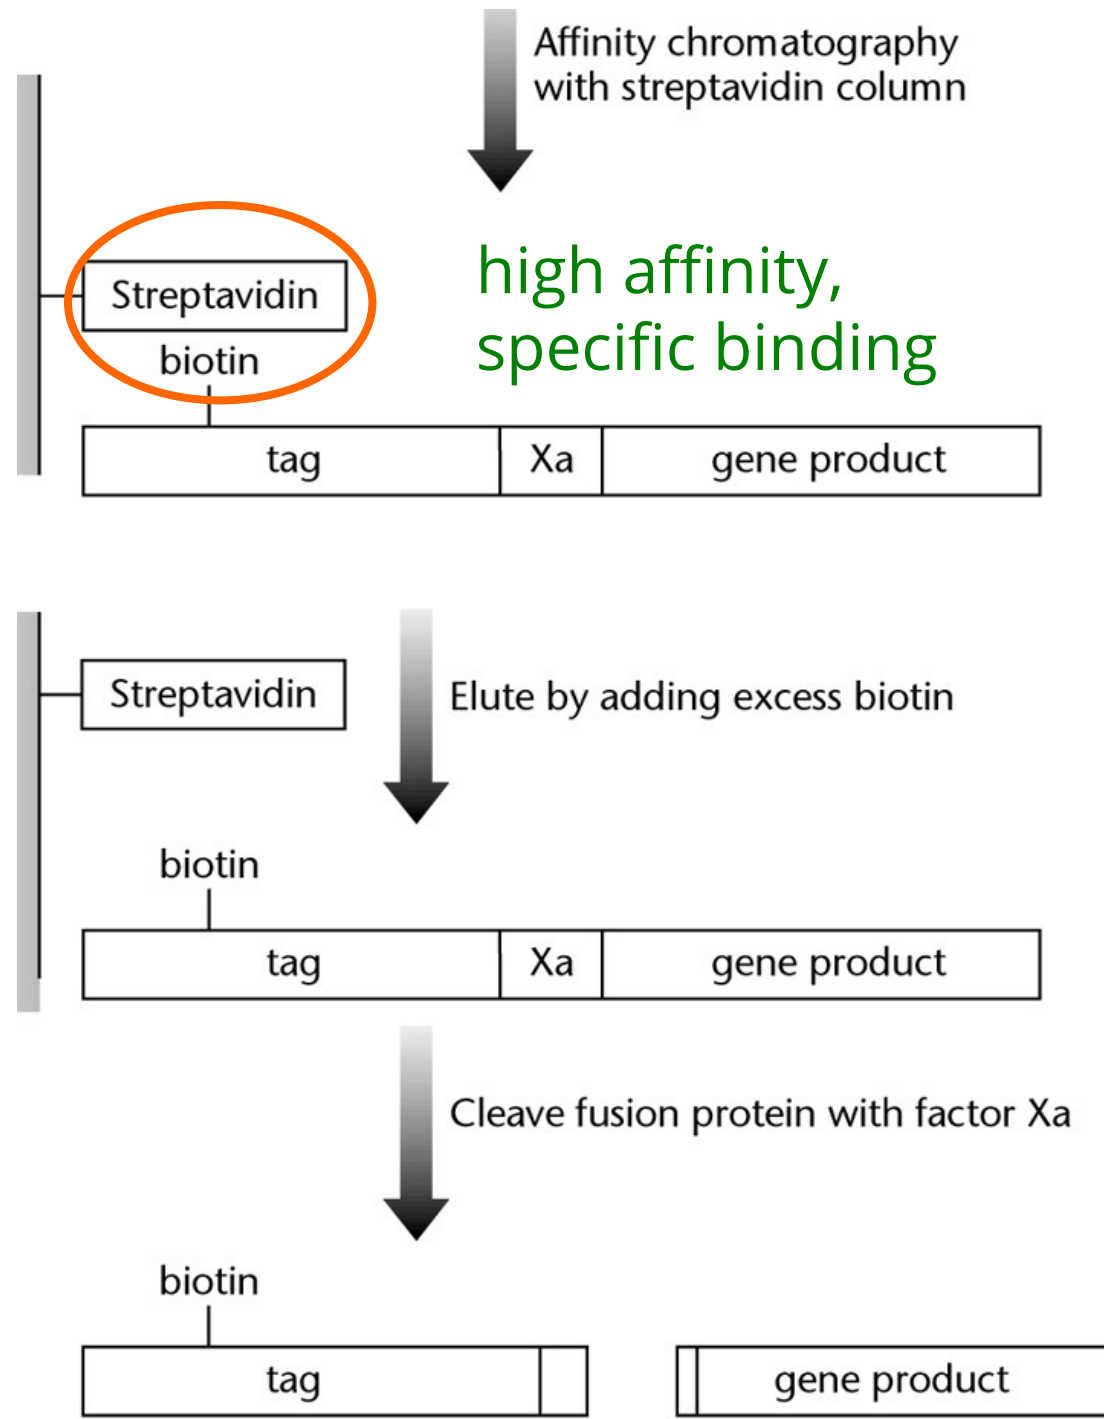 Affinity chromatography
with streptavidin column
Streptavidin
high affinity,
specific binding
biotin
tag Xa gene product
Streptavidin
Elute by adding excess biotin
biotin
tag Xa gene product
Cleave fusion protein with factor Xa
biotin
tag gene product